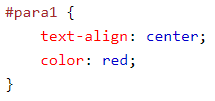 #para1 {
    text-align: center;
    color: red;
}